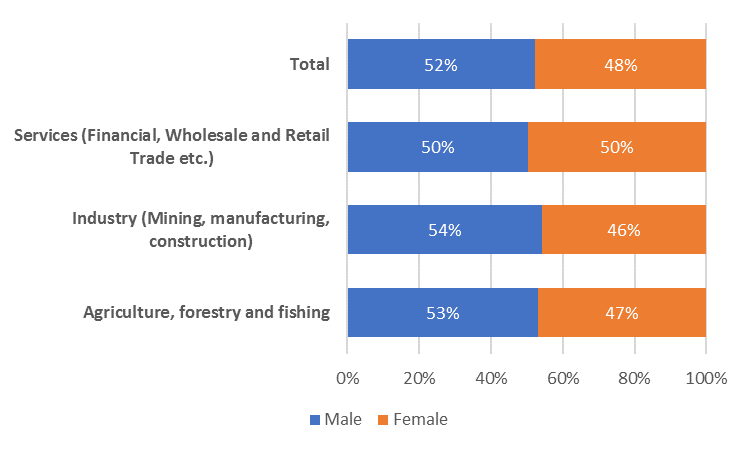 Total
52% 48%
Services (Financial, Wholesale and Retail
Trade etc.)
50% 50%
Industry (Mining, manufacturing,
construction)
54% 46%
Agriculture, forestry and fishing
53% 47%
0% 20% 40% 60% 80% 100%
Male Female